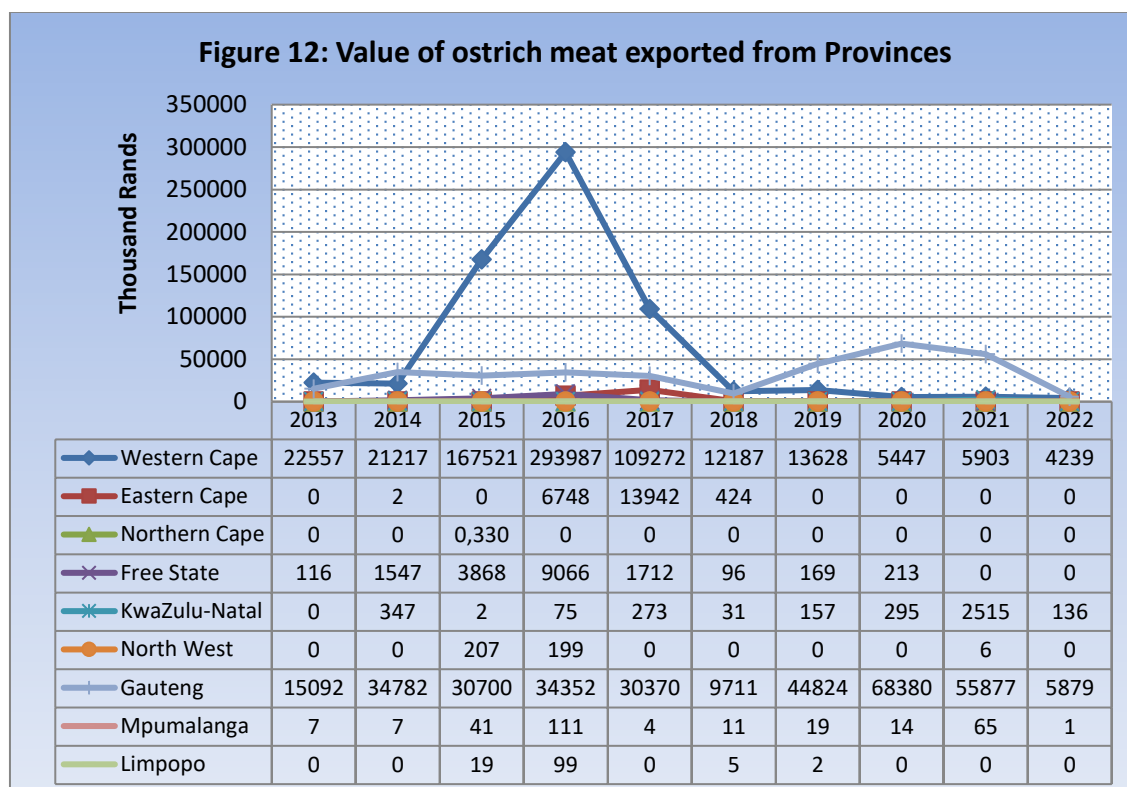 Figure 12: Value of ostrich meat exported from Provinces
Thousand Rands
350000
300000
250000
200000
150000
100000
50000
0
2013 2014 2015 2016 2017 2018 2019 2020 2021 2022
Western Cape 22557 21217 167521 293987 109272 12187 13628 5447 5903 4239
Eastern Cape 0 2 0 6748 13942 424 0 0 0 0
Northern Cape 0 0 0,330 0 0 0 0 0 0 0
Free State 116 1547 3868 9066 1712 96 169 213 0 0
KwaZulu-Natal 0 347 2 75 273 31 157 295 2515 136
North West 0 0 207 199 0 0 0 0 6 0
Gauteng 15092 34782 30700 34352 30370 9711 44824 68380 55877 5879
Mpumalanga 7 7 41 111 4 11 19 14 65 1
Limpopo 0 0 19 99 0 5 2 0 0 0